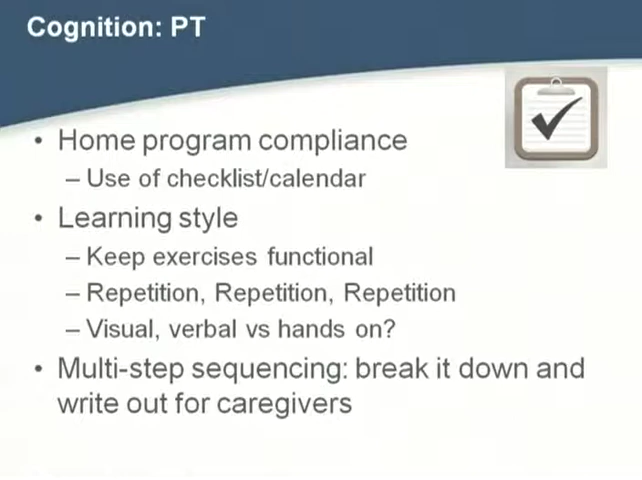 Cognition: PT
• Home program compliance
– Use of checklist/calendar
• Learning style
– Keep exercises functional
– Repetition, Repetition, Repetition
– Visual, verbal vs hands on?
• Multi-step sequencing: break it down and
write out for caregivers